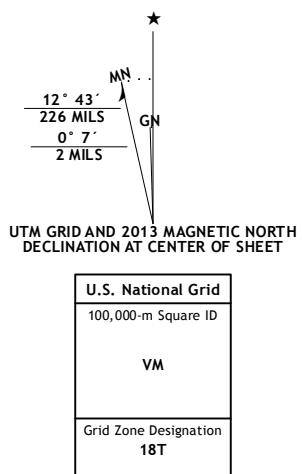 MN
GN
12° 43´
226 MILS
0° 7´
2 MILS
UTM GRID AND 2013 MAGNETIC NORTH
DECLINATION AT CENTER OF SHEET
U.S. National Grid
100,000-m Square ID
VM
Grid Zone Designation
18T